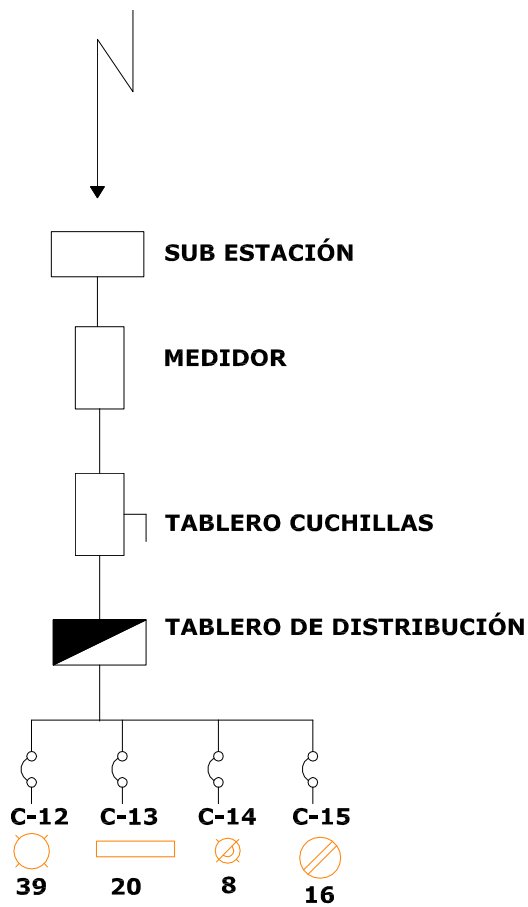 SUB ESTACIÓN
MEDIDOR
TABLERO CUCHILLAS
TABLERO DE DISTRIBUCIÓN
C-12 C-13 C-14 C-15
39 20 8 16